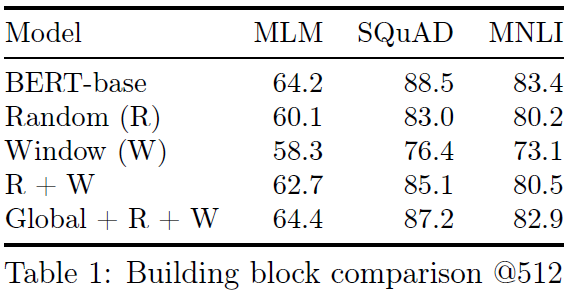 Model MLM SQuAD MNLI
BERT-base 64.2 88.5 83.4
Random (R) 60.1 83.0 80.2
Window (W) 58.3 76.4 73.1
R + W 62.7 85.1 80.5
Global + R + W 64.4 87.2 82.9
Table 1: Building block comparison @512